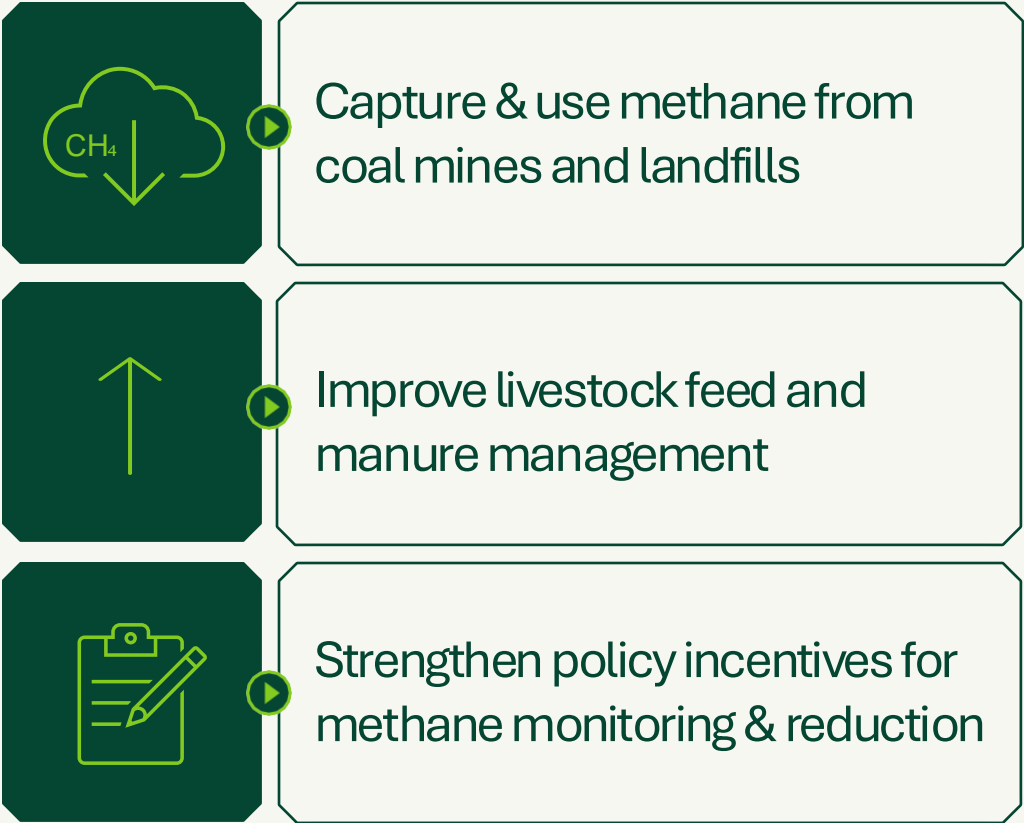 CH₄
Capture & use methane from
coal mines and landfills
Improve livestock feed and
manure management
Strengthen policy incentives for
methane monitoring & reduction